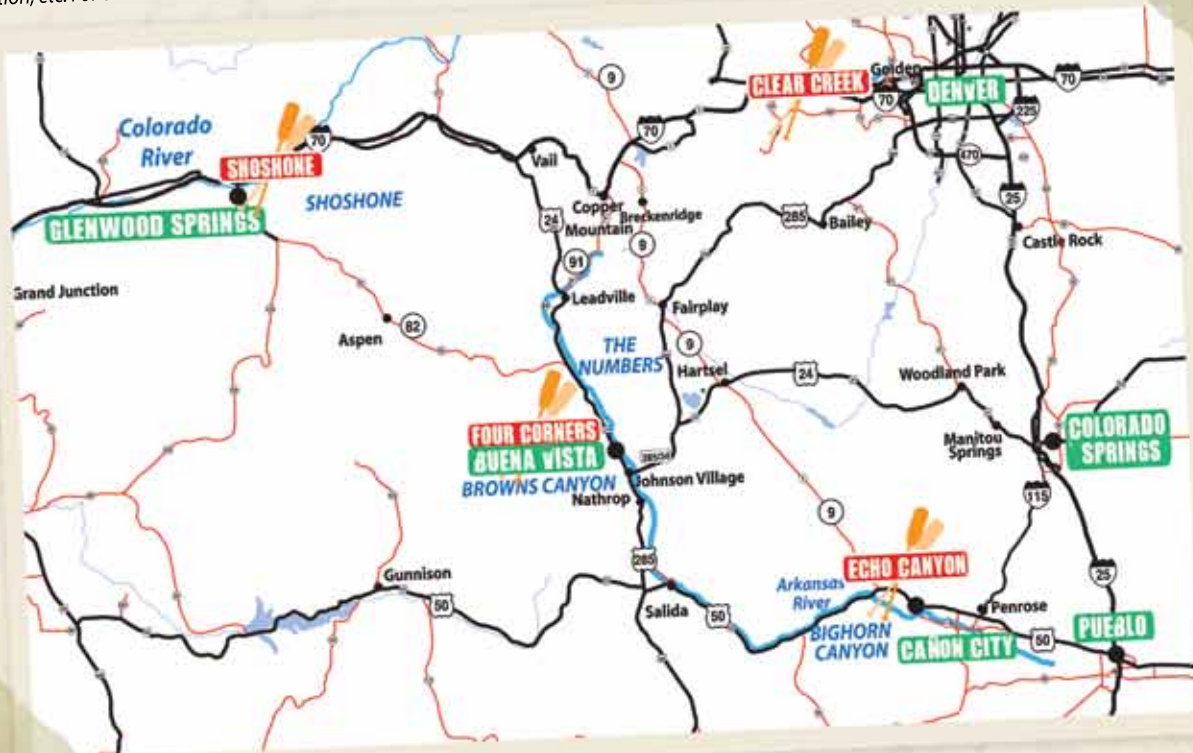 9
CLEAR CREEK
Golden
70
DENVER
70
225
70
Colorado
River
70
SHOSHONE
Vail
470
SHOSHONE
GLENWOOD SPRINGS
24
Copper
Mountain
Breckenridge
9
285
Bailey
25
Castle Rock
91
Grand Junction
Leadville
Fairplay
Aspen
82
THE
NUMBERS
9
Hartsel
24
Woodland Park
FOUR CORNERS
BUENA VISTA
BROWNS CANYON
Johnson Village
Nathrop
Manitou
Springs
COLORADO
SPRINGS
115
9
285
ECHO CANYON
Gunnison
50
Salida
50
Arkansas
River
BIGHORN
CANYON
CAÑON CITY
Penrose
50
25
PUEBLO